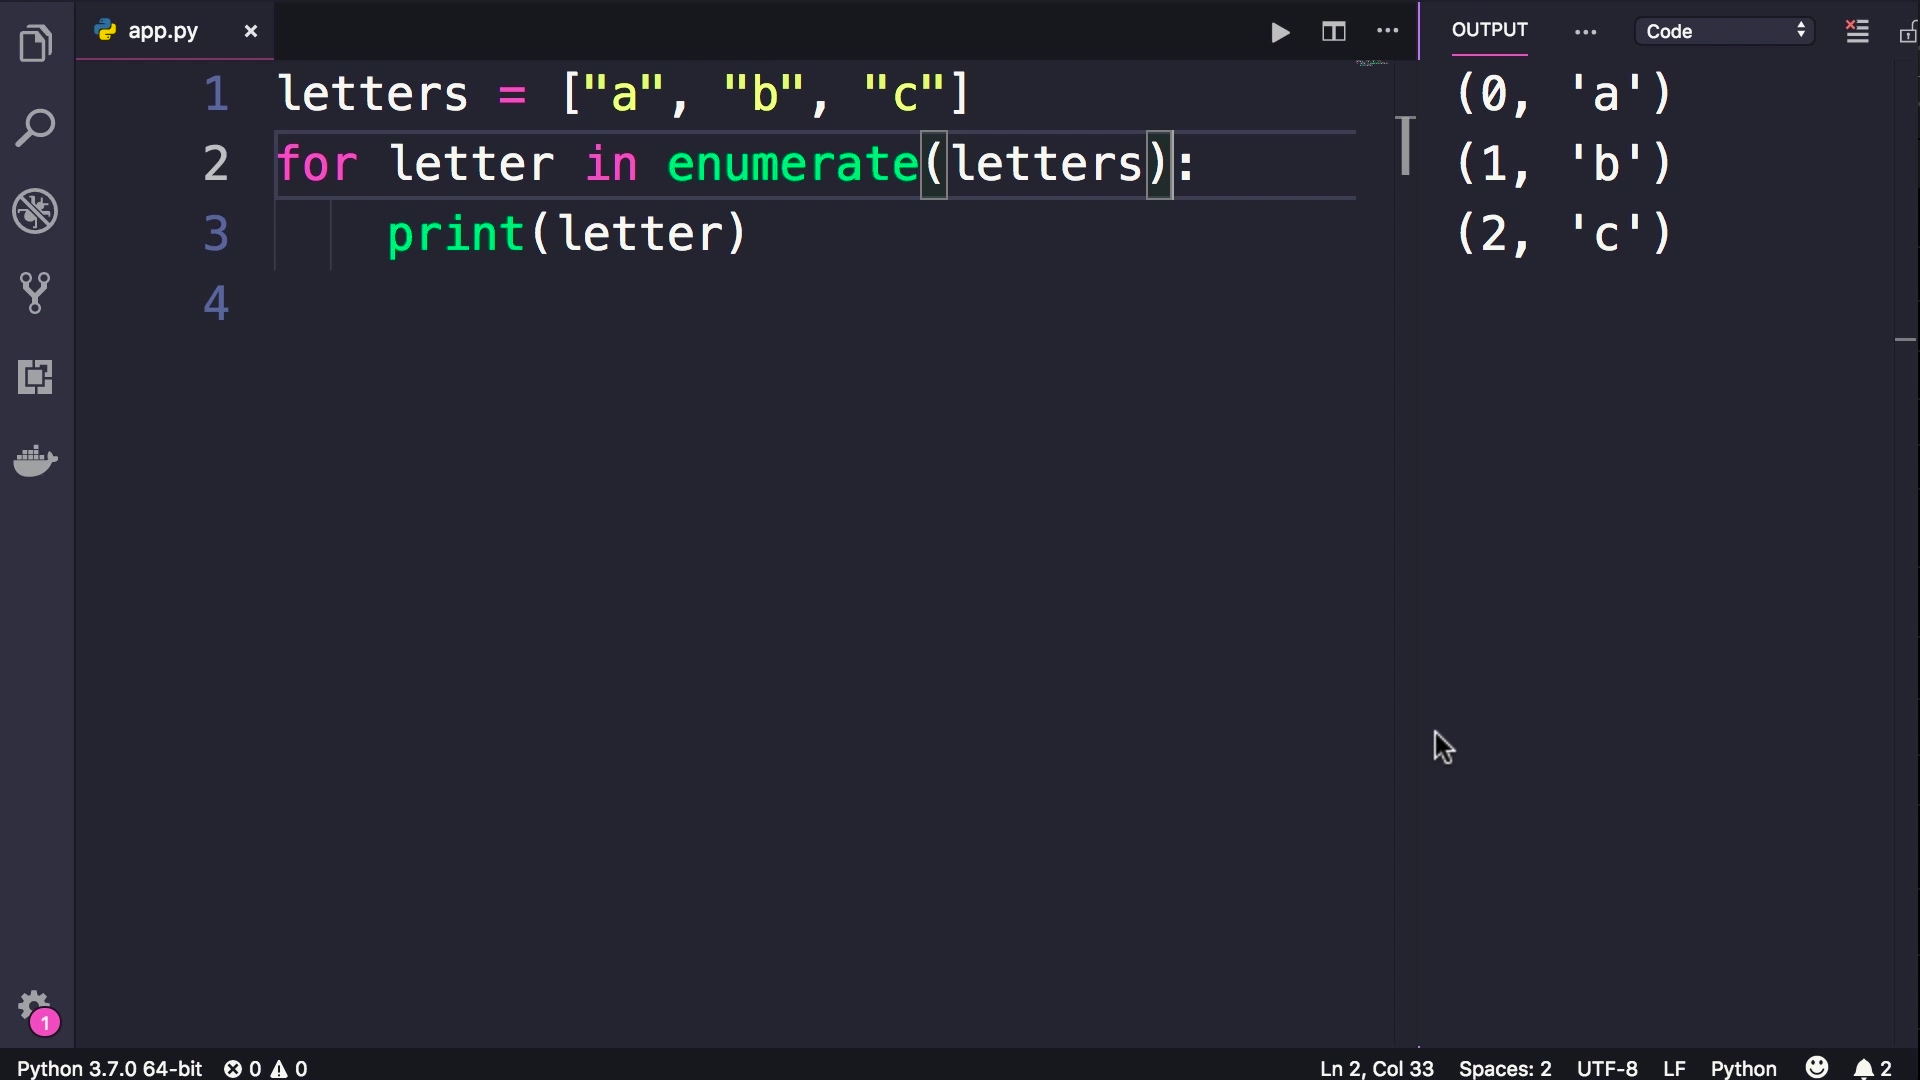 app.py ×
OUTPUT ... Code
1 letters = ["a", "b", "c"]
2 for letter in enumerate(letters):
3     print(letter)
4
(0, 'a')
(1, 'b')
(2, 'c')
1
Python 3.7.0 64-bit 0 0 Ln 2, Col 33 Spaces: 2 UTF-8 LF Python 2